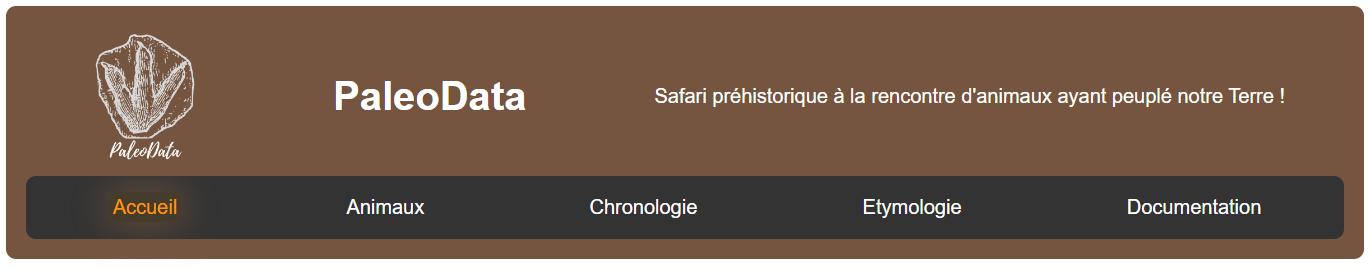 PaleoData
PaleoData
Safari préhistorique à la rencontre d'animaux ayant peuplé notre Terre !
Accueil
Animaux
Chronologie
Etymologie
Documentation